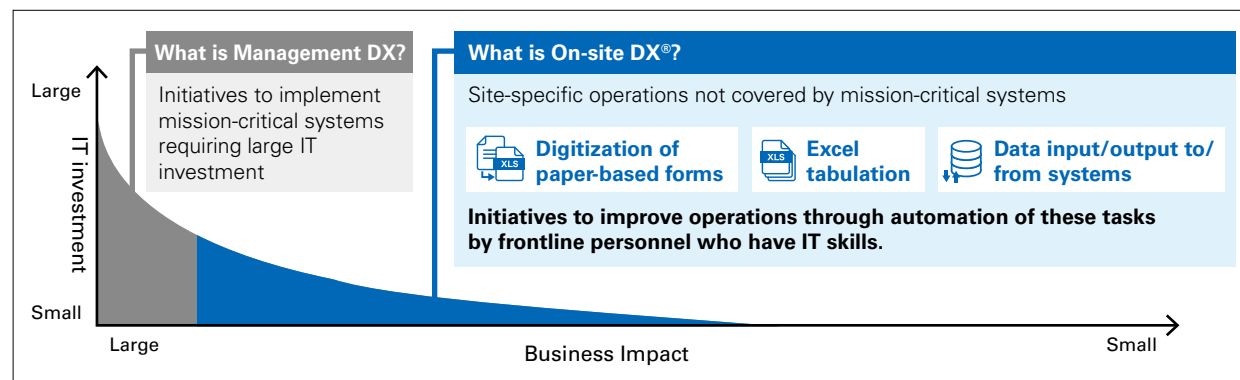 What is Management DX?
Initiatives to implement
mission-critical systems
requiring large IT
investment
What is On-site DX®?
Site-specific operations not covered by mission-critical systems
XLS
Digitization of
paper-based forms
XLS
Excel
tabulation
Data input/output to/
from systems
Initiatives to improve operations through automation of these tasks
by frontline personnel who have IT skills.
Large
IT investment
Small
Large
Business Impact
Small